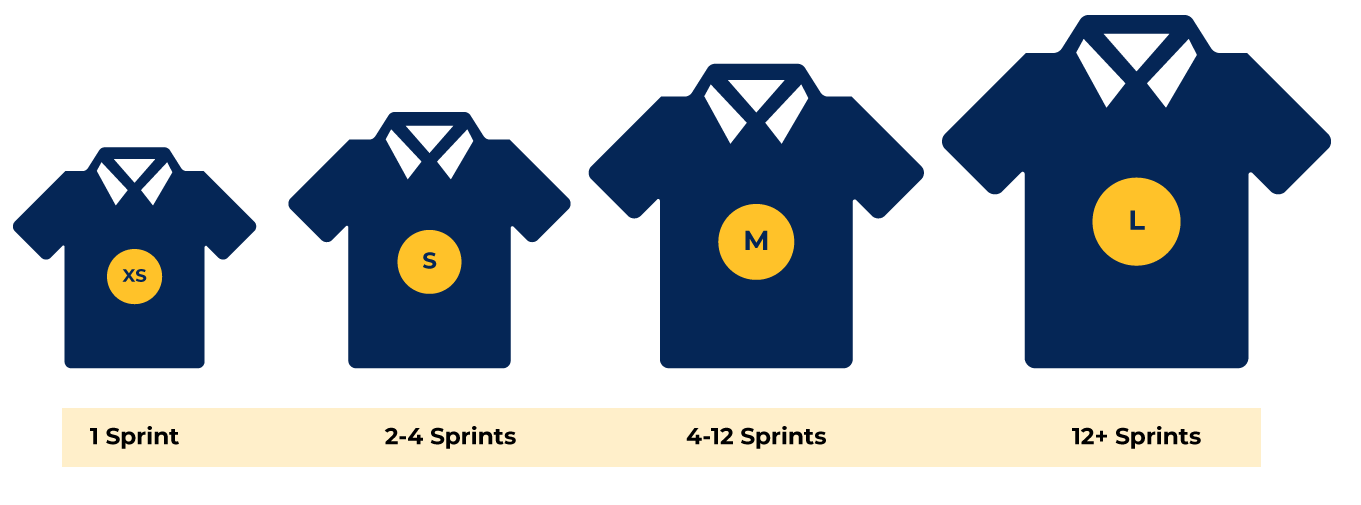 XS
S
M
L
1 Sprint
2-4 Sprints
4-12 Sprints
12+ Sprints